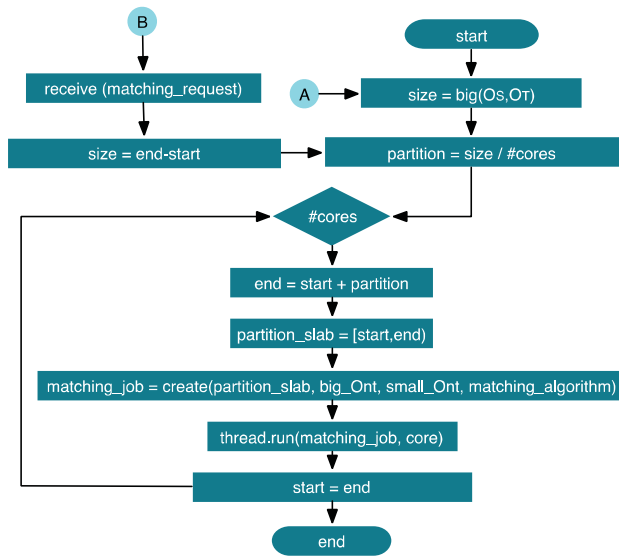 B
start
receive (matching_request)
A
size = big(OS,OT)
size = end-start
partition = size / #cores
#cores
end = start + partition
partition_slab = [start,end)
matching_job = create(partition_slab, big_Ont, small_Ont, matching_algorithm)
thread.run(matching_job, core)
start = end
end